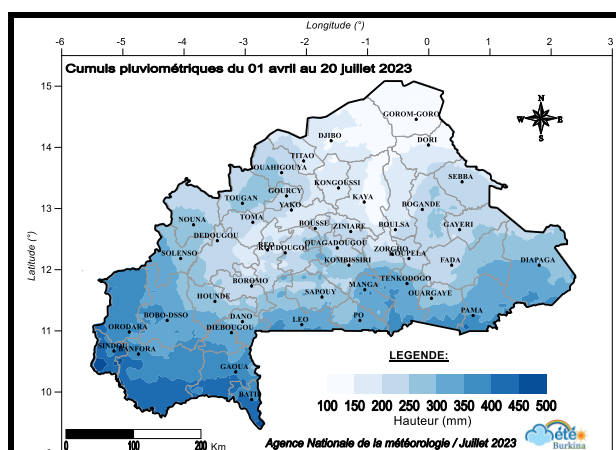 Longitude (°)
-6 -5 -4 -3 -2 -1 0 1 2 3
Cumuls pluviométriques du 01 avril au 20 juillet 2023
15
14
13
12
11
10
Latitude (°)
N
W E
S
GOROM-GORO
DJIBO
DORI
TITAO
OUAHIGOUYA
SEBBA
KONGOUSSI
GOURCY
TOUGAN
KAYA
YAKO
BOGANDE
NOUNA
TOMA
BOUSSE
ZINIARE
BOULSA
GAYERI
DEDOUGOU
OUAGADOUGOU
REO
KOUDOUGOU
SOLENSO
ZORGHO
KOUPELA
KOMBISSIRI
FADA
DIAPAGA
BOROMO
TENKODOGO
MANGA
HOUNDE
SAPOUY
OUARGAYE
BOBO-DSSO
DANO
LEO
PO
PAMA
ORODARA
DIEBOUGOU
SINDOU
BANFORA
GAOUA
BATIE
LEGENDE:
100 150 200 250 300 350 400 450 500
Hauteur (mm)
0 100 200 Km
Agence Nationale de la météorologie / Juillet 2023
été
Burkina